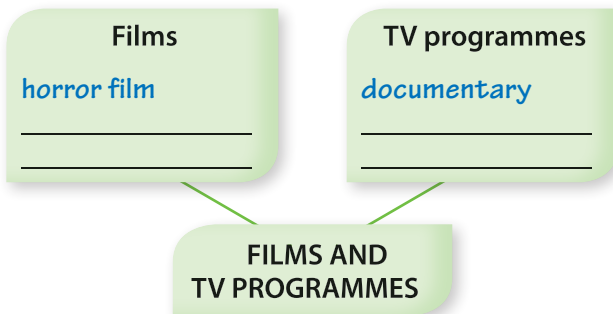 Films
horror film
TV programmes
documentary
FILMS AND
TV PROGRAMMES